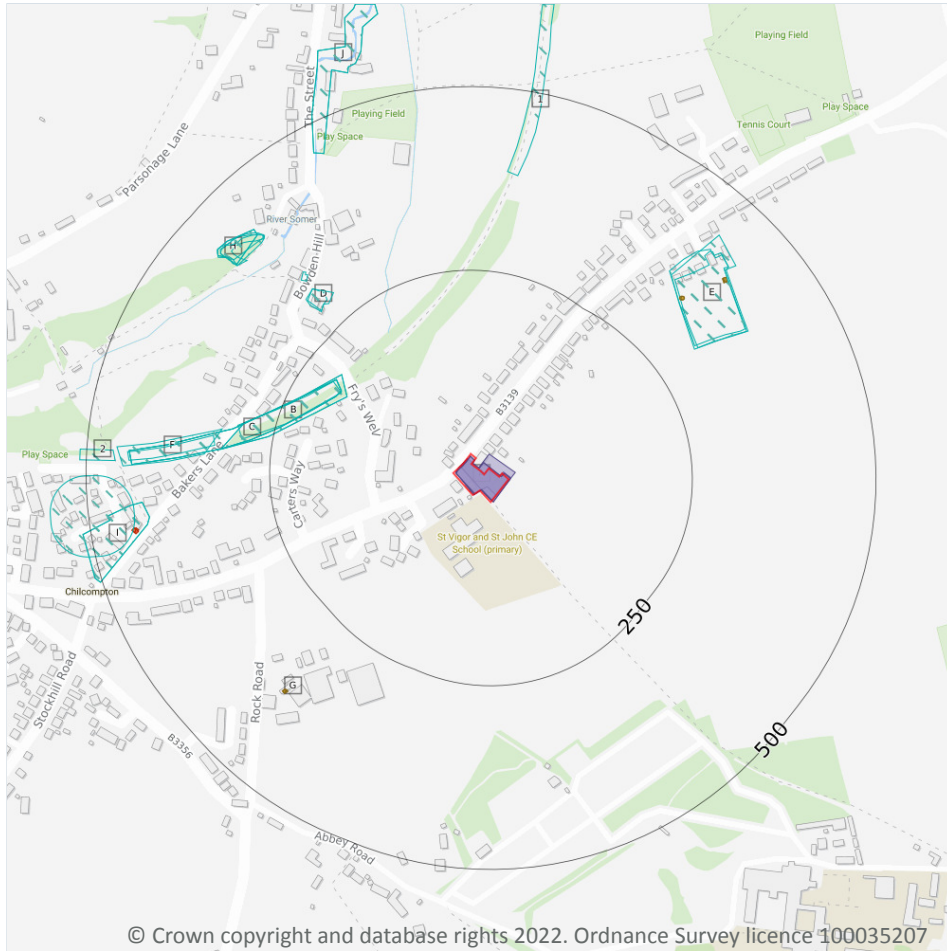 Playing Field
J
1
The Street
Playing Field
Play Space
Play Space
Tennis Court
Parsonage Lane
River Somer
H
Bowden-Hill
D
E
B3139
Fry's Well
B
C
F
2
Play Space
Bakers Lane
Carters Way
I
St Vigor and St John CE
School (primary)
Chilcompton
250
Stockhill Road
Rock Road
G
B3356
500
Abbey Road
© Crown copyright and database rights 2022. Ordnance Survey licence 100035207